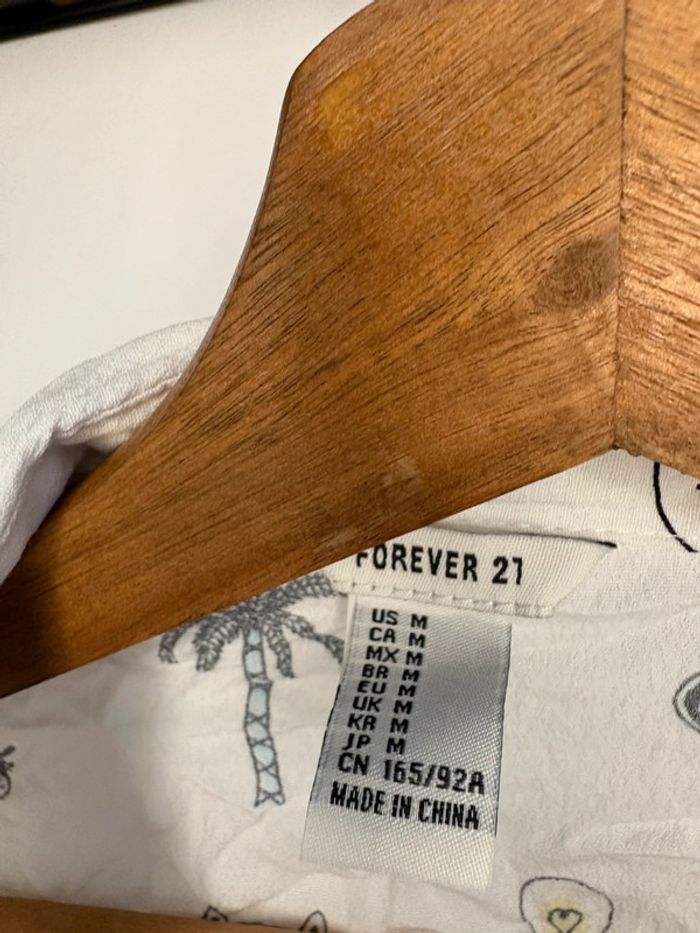 FOREVER 21
US M
CA M
MX M
BR M
EU M
UK M
KR M
JP M
CN 165/92A
MADE IN CHINA